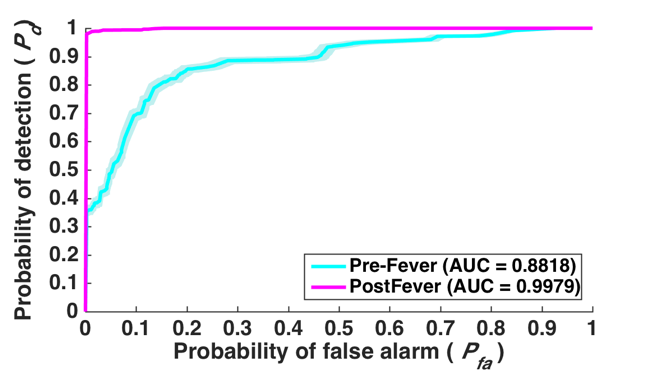 Probability of detection ( Pd)
1
0.9
0.8
0.7
0.6
0.5
0.4
0.3
0.2
0.1
0
Pre-Fever (AUC = 0.8818)
PostFever (AUC = 0.9979)
0 0.1 0.2 0.3 0.4 0.5 0.6 0.7 0.8 0.9 1
Probability of false alarm ( Pfa )